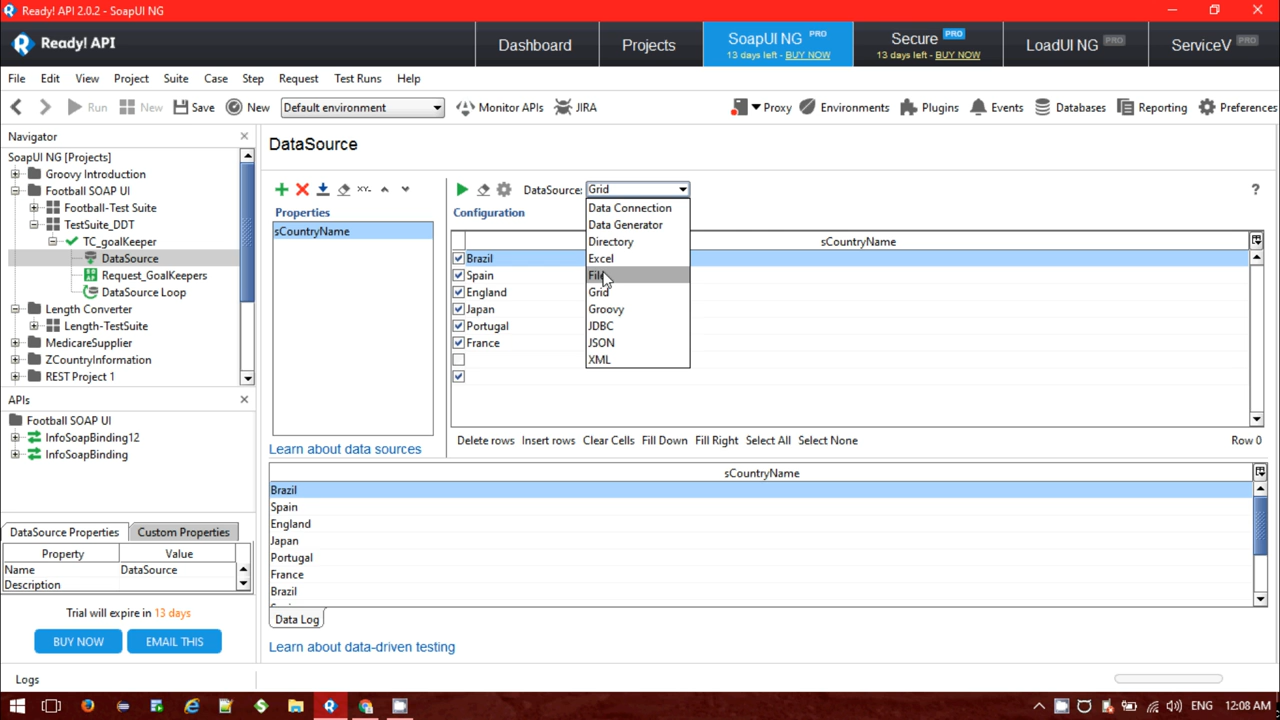 Ready! API 2.0.2 - SoapUI NG
Ready! API
Dashboard
Projects
SoapUI NG PRO
13 days left - BUY NOW
Secure PRO
13 days left - BUY NOW
LoadUI NG PRO
ServiceV PRO
File Edit View Project Suite Case Step Request Test Runs Help
Run New Save New Default environment Monitor APIs JIRA Proxy Environments Plugins Events Databases Reporting Preferences
Navigator
SoapUI NG [Projects]
Groovy Introduction
Football SOAP UI
Football-Test Suite
TestSuite_DDT
TC_goalKeeper
DataSource
Request_GoalKeepers
DataSource Loop
Length Converter
Length-TestSuite
MedicareSupplier
ZCountryInformation
REST Project 1
APIs
Football SOAP UI
InfoSoapBinding12
InfoSoapBinding
DataSource Properties Custom Properties
Property Value
Name DataSource
Description
Trial will expire in 13 days
BUY NOW EMAIL THIS
Logs
DataSource
XY-
DataSource: Grid
?
Properties
sCountryName
Learn about data sources
Configuration
sCountryName
Brazil
Spain
England
Japan
Portugal
France
Data Connection
Data Generator
Directory
Excel
File
Grid
Groovy
JDBC
JSON
XML
Delete rows Insert rows Clear Cells Fill Down Fill Right Select All Select None Row 0
sCountryName
Brazil
Spain
England
Japan
Portugal
France
Brazil
Data Log
Learn about data-driven testing
ENG 12:08 AM